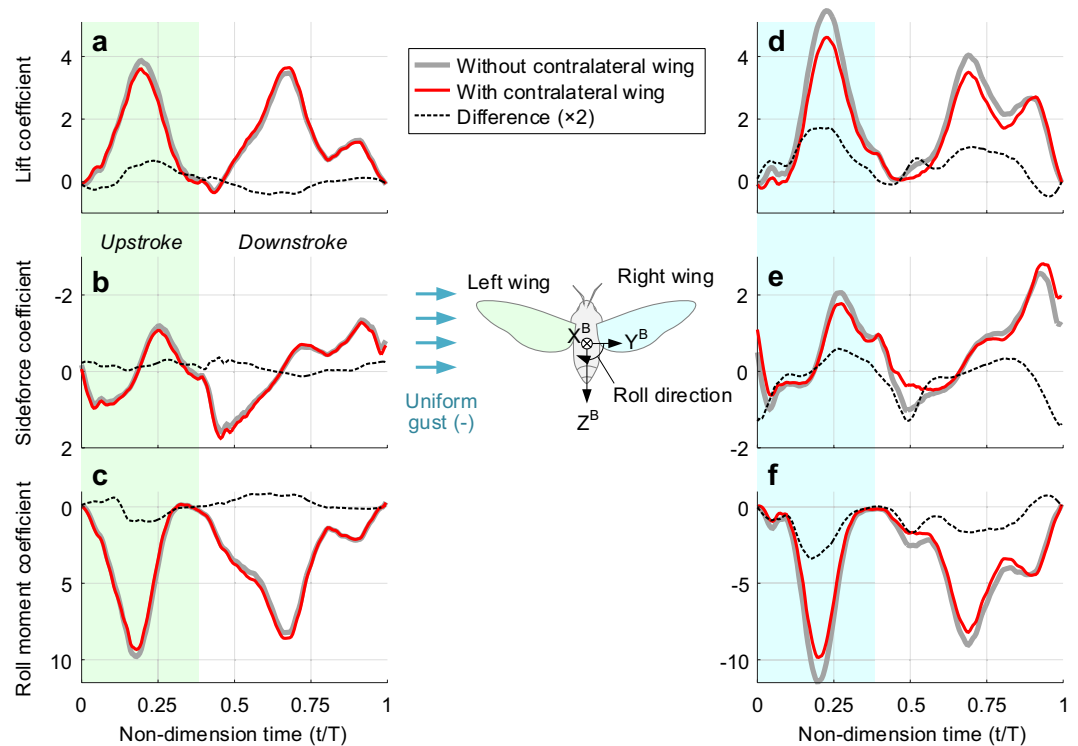 a
Lift coefficient
4
2
0
Without contralateral wing
With contralateral wing
Difference (×2)
d
4
2
0
Upstroke
Downstroke
b
Sideforce coefficient
-2
0
2
Left wing
Right wing
X^B
Y^B
Z^B
Roll direction
Uniform
gust (-)
e
2
0
-2
c
Roll moment coefficient
0
5
10
0
0.25
0.5
0.75
1
Non-dimension time (t/T)
f
0
-5
-10
0
0.25
0.5
0.75
1
Non-dimension time (t/T)